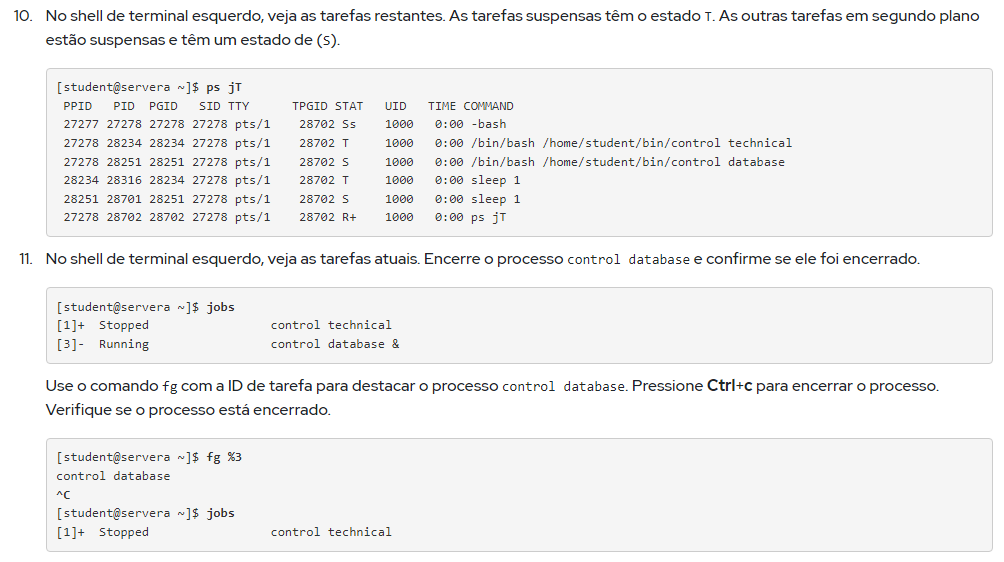 10. No shell de terminal esquerdo, veja as tarefas restantes. As tarefas suspensas têm o estado T. As outras tarefas em segundo plano
estão suspensas e têm um estado de (S).
[student@servera ~]$ ps jT
PPID   PID  PGID   SID TTY      TPGID STAT   UID   TIME COMMAND
27277 27278 27278 27278 pts/1    28702 Ss    1000   0:00 -bash
27278 28234 28234 27278 pts/1    28702 T     1000   0:00 /bin/bash /home/student/bin/control technical
27278 28251 28251 27278 pts/1    28702 S     1000   0:00 /bin/bash /home/student/bin/control database
28234 28316 28234 27278 pts/1    28702 T     1000   0:00 sleep 1
28251 28701 28251 27278 pts/1    28702 S     1000   0:00 sleep 1
27278 28702 28702 27278 pts/1    28702 R+    1000   0:00 ps jT
11. No shell de terminal esquerdo, veja as tarefas atuais. Encerre o processo control database e confirme se ele foi encerrado.
[student@servera ~]$ jobs
[1]+  Stopped                 control technical
[3]-  Running                 control database &
Use o comando fg com a ID de tarefa para destacar o processo control database. Pressione Ctrl+c para encerrar o processo.
Verifique se o processo está encerrado.
[student@servera ~]$ fg %3
control database
^C
[student@servera ~]$ jobs
[1]+  Stopped                 control technical